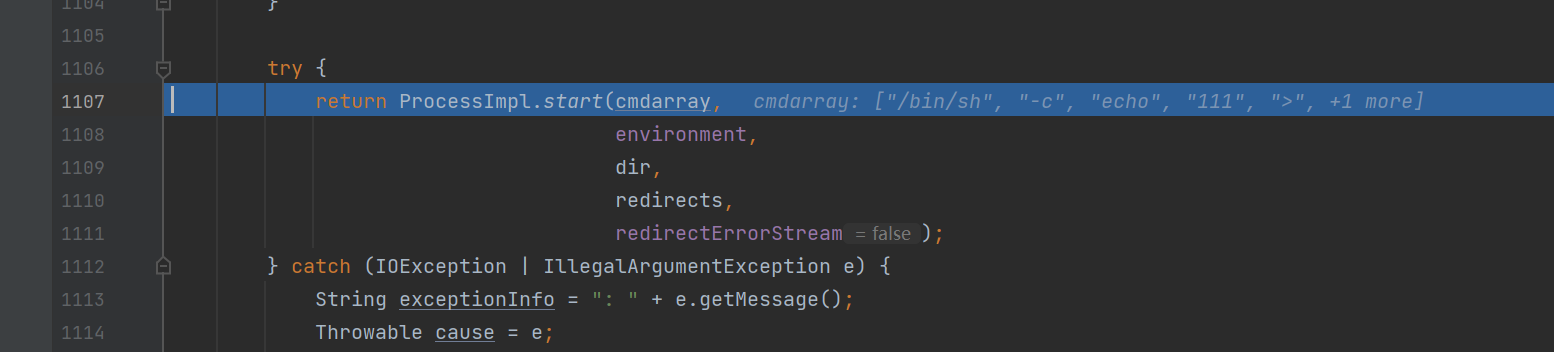 1104 }
1105
1106 try {
1107 return ProcessImpl.start(cmdarray, cmdarray: ["/bin/sh", "-c", "echo", "111", ">", +1 more]
1108 environment,
1109 dir,
1110 redirects,
1111 redirectErrorStream = false );
1112 } catch (IOException | IllegalArgumentException e) {
1113 String exceptionInfo = ": " + e.getMessage();
1114 Throwable cause = e;